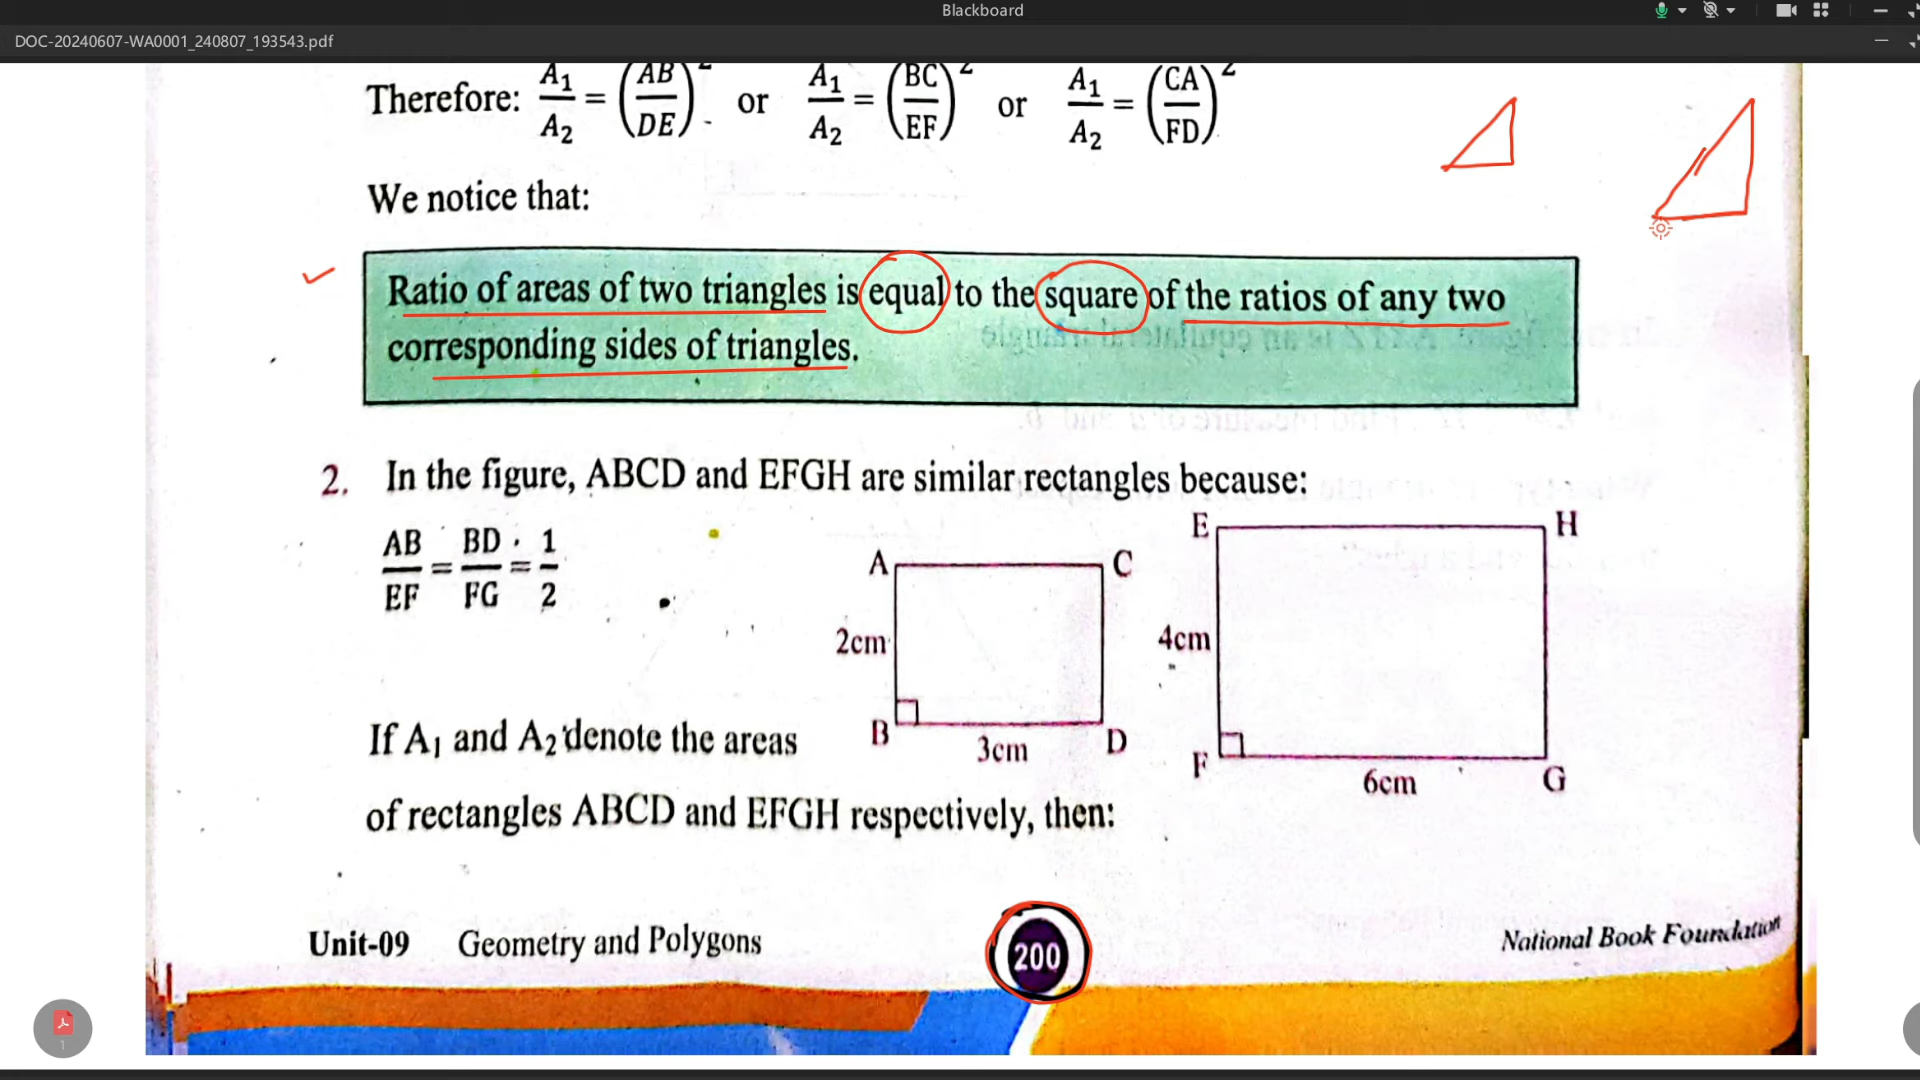 Blackboard
DOC-20240607-WA0001_240807_193543.pdf
Therefore: A₁/A₂ = (AB/DE)² or A₁/A₂ = (BC/EF)² or A₁/A₂ = (CA/FD)²
We notice that:
Ratio of areas of two triangles is equal to the square of the ratios of any two
corresponding sides of triangles.
2. In the figure, ABCD and EFGH are similar rectangles because:
AB/EF = BD/FG = 1/2
E H
A C
2cm 4cm
B 3cm D
F 6cm G
If A₁ and A₂ denote the areas
of rectangles ABCD and EFGH respectively, then:
Unit-09 Geometry and Polygons 200 National Book Foundation
1